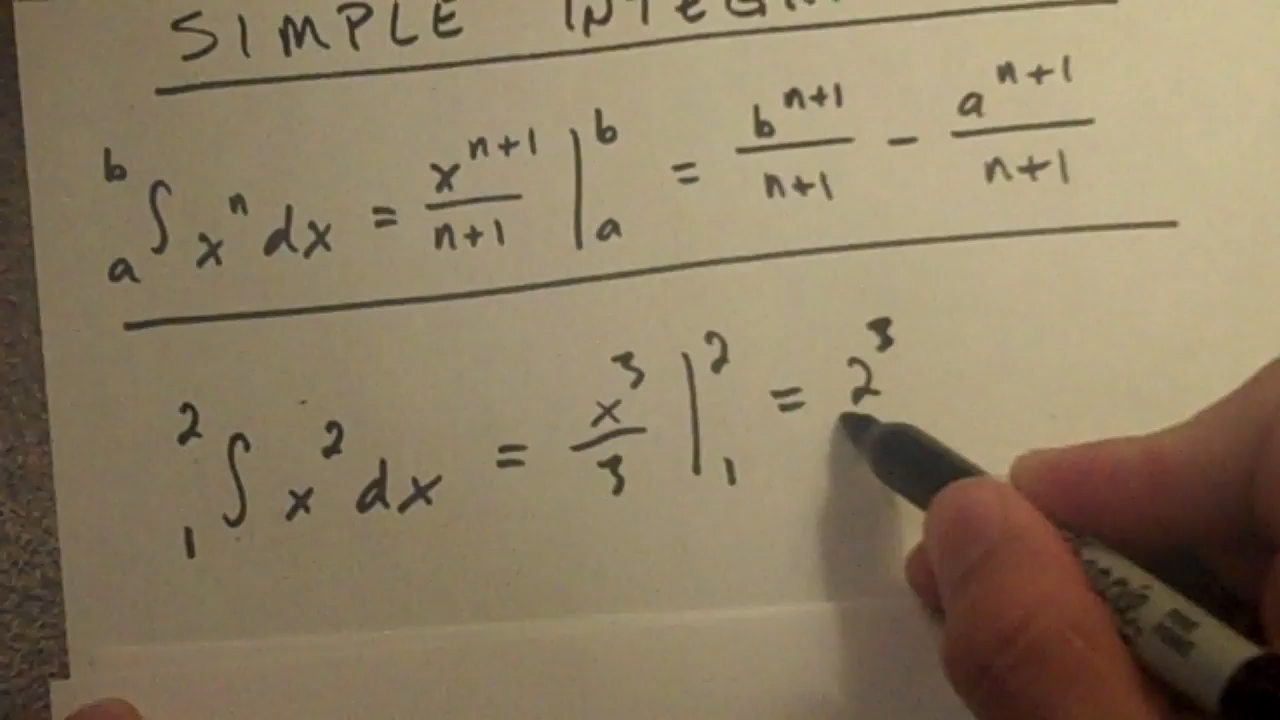 SIMPLE
b∫a xⁿ dx = xⁿ⁺¹/n+1 |ᵇₐ = bⁿ⁺¹/n+1 − aⁿ⁺¹/n+1
2∫1 x² dx = x³/3 |²₁ = 2³